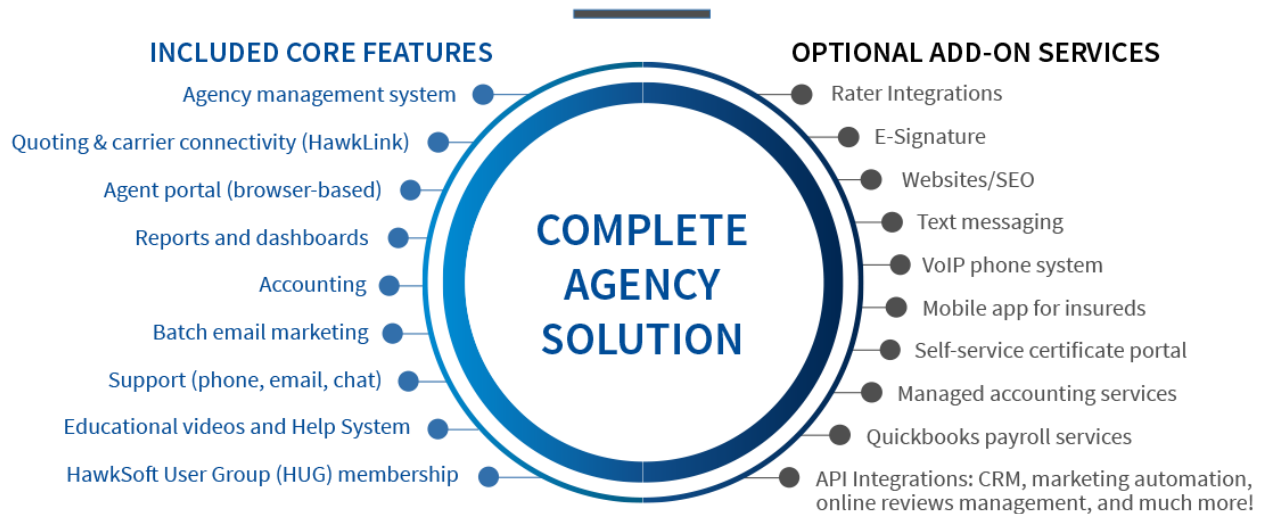 INCLUDED CORE FEATURES
Agency management system
Quoting & carrier connectivity (HawkLink)
Agent portal (browser-based)
Reports and dashboards
Accounting
Batch email marketing
Support (phone, email, chat)
Educational videos and Help System
HawkSoft User Group (HUG) membership
COMPLETE
AGENCY
SOLUTION
OPTIONAL ADD-ON SERVICES
Rater Integrations
E-Signature
Websites/SEO
Text messaging
VoIP phone system
Mobile app for insureds
Self-service certificate portal
Managed accounting services
Quickbooks payroll services
API Integrations: CRM, marketing automation,
online reviews management, and much more!